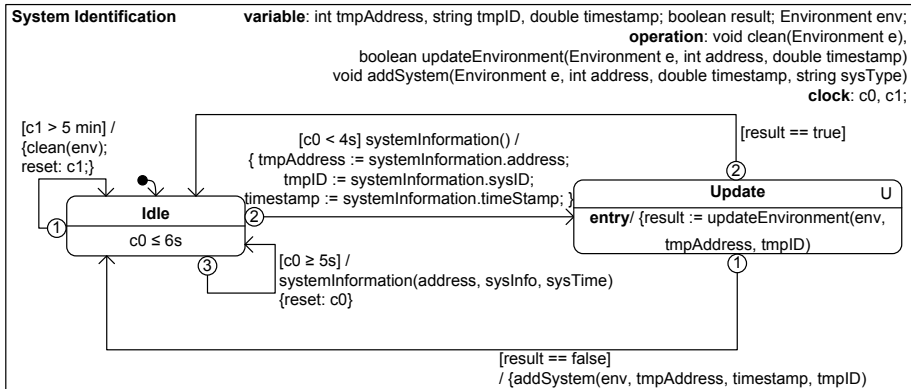 System Identification
variable: int tmpAddress, string tmpID, double timestamp; boolean result; Environment env;
operation: void clean(Environment e),
boolean updateEnvironment(Environment e, int address, double timestamp)
void addSystem(Environment e, int address, double timestamp, string sysType)
clock: c0, c1;
[c1 > 5 min] /
{clean(env);
reset: c1;}
[c0 < 4s] systemInformation() /
{ tmpAddress := systemInformation.address;
tmpID := systemInformation.sysID;
timestamp := systemInformation.timeStamp; }
[result == true]
Idle
c0 ≤ 6s
1
2
3
[c0 ≥ 5s] /
systemInformation(address, sysInfo, sysTime)
{reset: c0}
2
Update U
entry/ {result := updateEnvironment(env,
tmpAddress, tmpID)
1
[result == false]
/ {addSystem(env, tmpAddress, timestamp, tmpID)